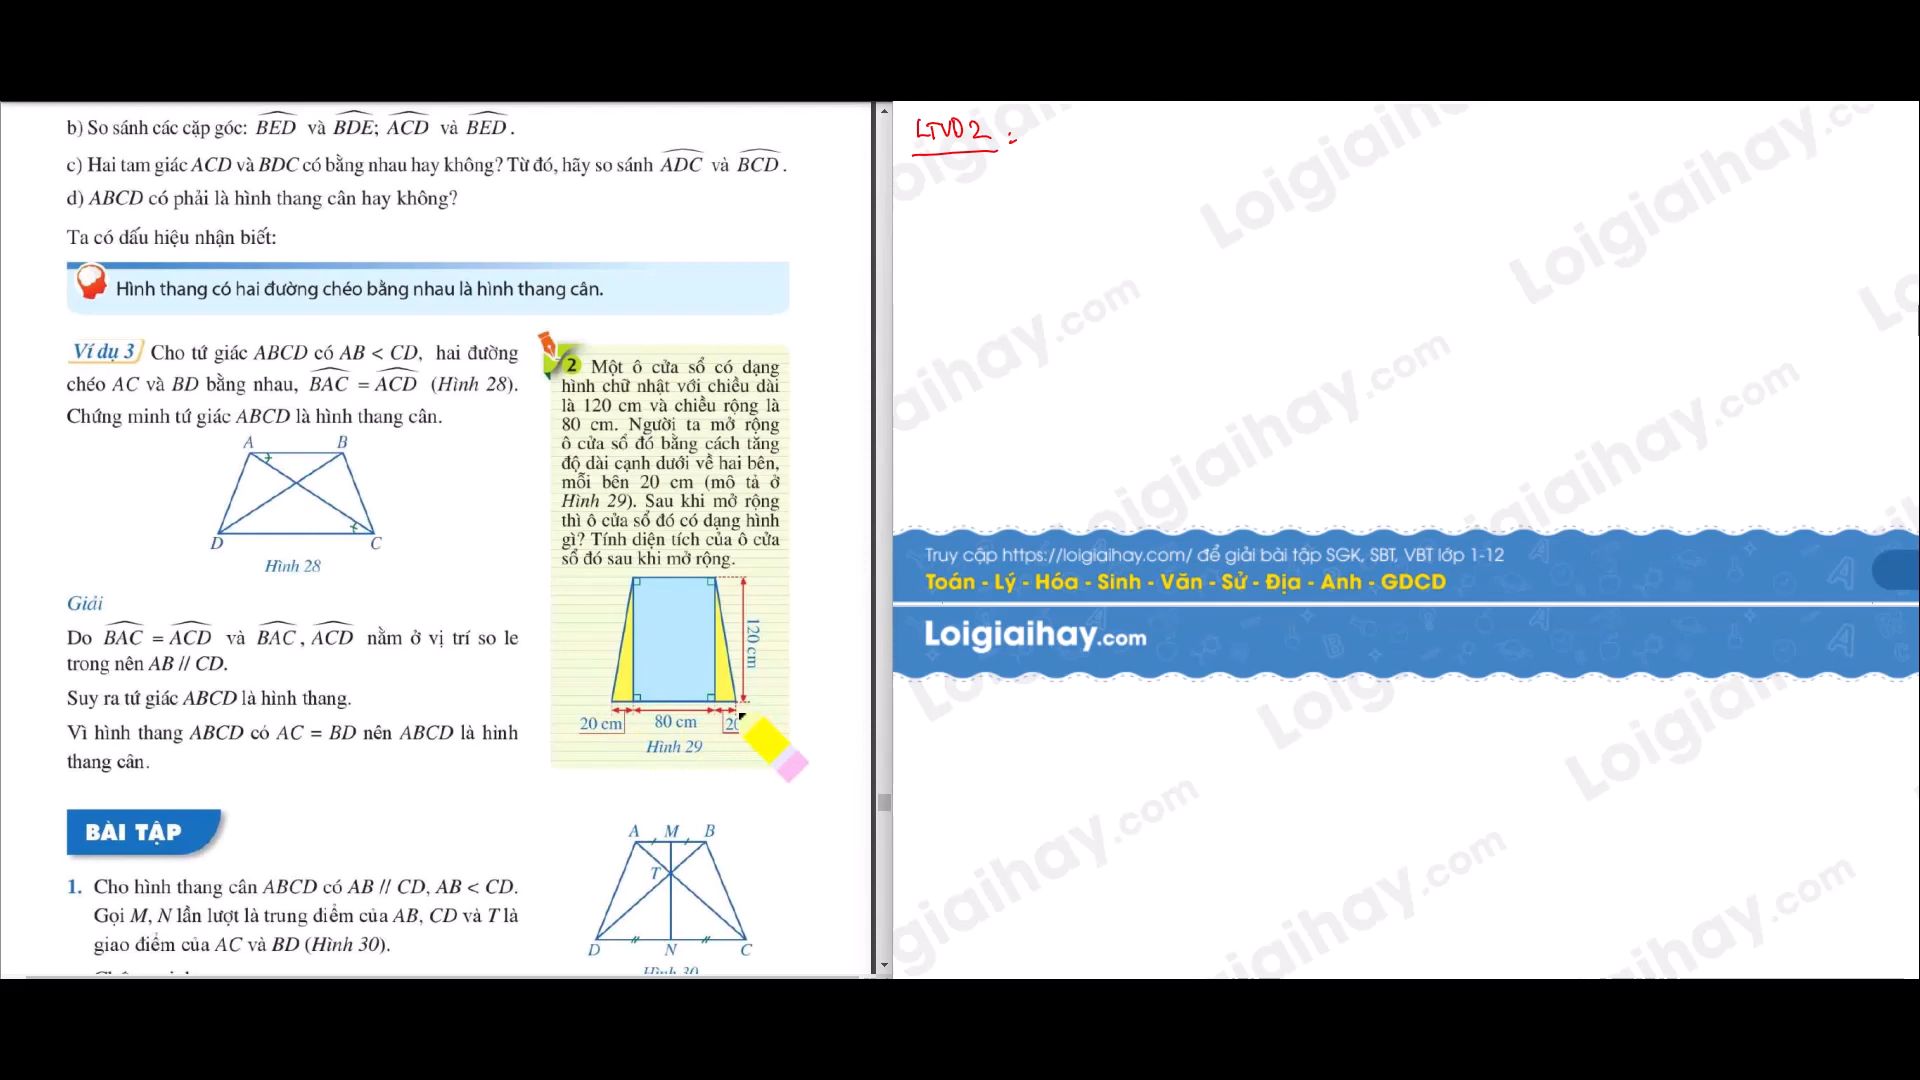 b) So sánh các cặp góc: BED và BDE; ACD và BED.
c) Hai tam giác ACD và BDC có bằng nhau hay không? Từ đó, hãy so sánh ADC và BCD.
d) ABCD có phải là hình thang cân hay không?
Ta có dấu hiệu nhận biết:
Hình thang có hai đường chéo bằng nhau là hình thang cân.
Ví dụ 3 Cho tứ giác ABCD có AB < CD, hai đường
chéo AC và BD bằng nhau, BAC = ACD (Hình 28).
Chứng minh tứ giác ABCD là hình thang cân.
A B
D C
Hình 28
Giải
Do BAC = ACD và BAC, ACD nằm ở vị trí so le
trong nên AB // CD.
Suy ra tứ giác ABCD là hình thang.
Vì hình thang ABCD có AC = BD nên ABCD là hình
thang cân.
2 Một ô cửa sổ có dạng
hình chữ nhật với chiều dài
là 120 cm và chiều rộng là
80 cm. Người ta mở rộng
ô cửa sổ đó bằng cách tăng
độ dài cạnh dưới về hai bên,
mỗi bên 20 cm (mô tả ở
Hình 29). Sau khi mở rộng
thì ô cửa sổ đó có dạng hình
gì? Tính diện tích của ô cửa
sổ đó sau khi mở rộng.
120 cm
20 cm 80 cm
Hình 29
BÀI TẬP
1. Cho hình thang cân ABCD có AB // CD, AB < CD.
Gọi M, N lần lượt là trung điểm của AB, CD và T là
giao điểm của AC và BD (Hình 30).
A M B
T
D N C
Hình 30
LTVD2:
Truy cập https://loigiaihay.com/ để giải bài tập SGK, SBT, VBT lớp 1-12
Toán - Lý - Hóa - Sinh - Văn - Sử - Địa - Anh - GDCD
Loigiaihay.com